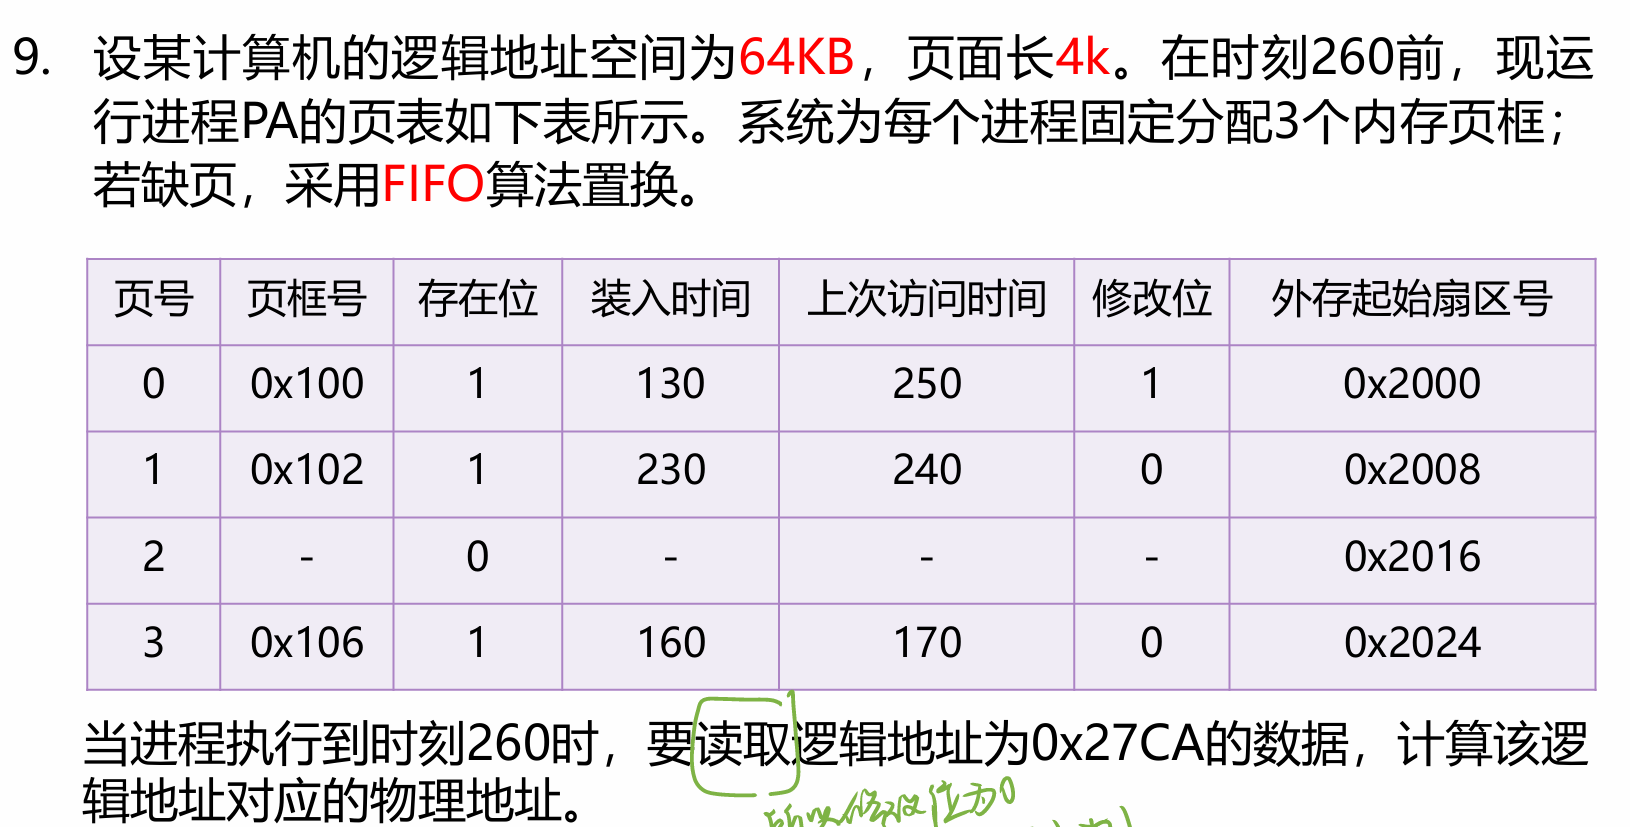 9. 设某计算机的逻辑地址空间为64KB，页面长4k。在时刻260前，现运
行进程PA的页表如下表所示。系统为每个进程固定分配3个内存页框；
若缺页，采用FIFO算法置换。
页号 页框号 存在位 装入时间 上次访问时间 修改位 外存起始扇区号
0 0x100 1 130 250 1 0x2000
1 0x102 1 230 240 0 0x2008
2 - 0 - - - 0x2016
3 0x106 1 160 170 0 0x2024
当进程执行到时刻260时，要读取逻辑地址为0x27CA的数据，计算该逻
辑地址对应的物理地址。
所以修改位为0